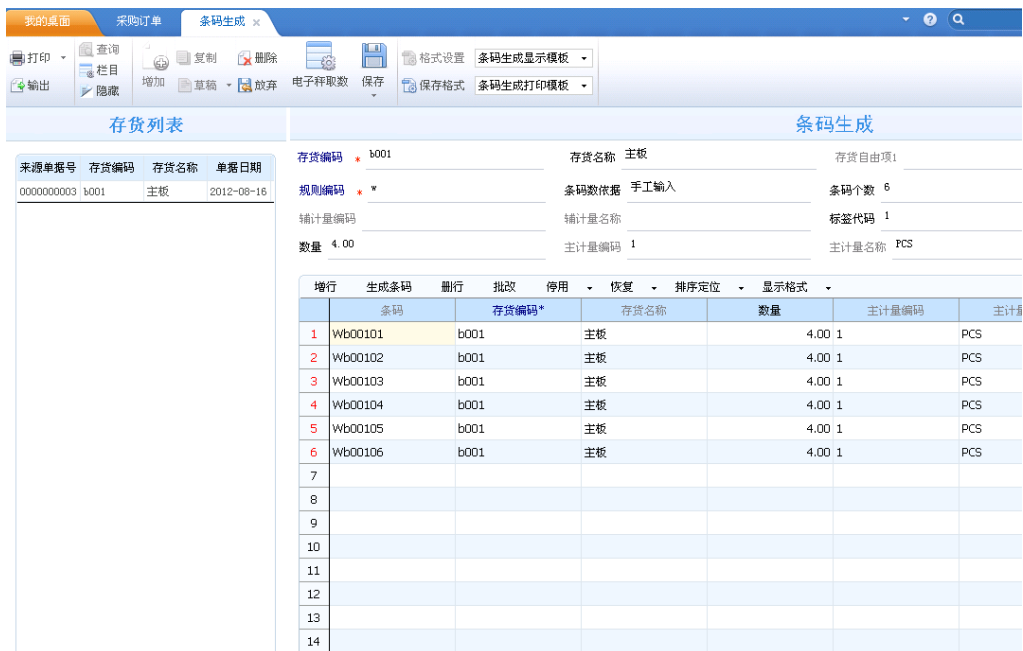 我的桌面 采购订单 条码生成
打印 查询 复制 删除 格式设置 条码生成显示模板
栏目 增加 电子秤取数 保存
输出 隐藏 草稿 放弃 保存格式 条码生成打印模板
存货列表 条码生成
来源单据号 存货编码 存货名称 单据日期
0000000003 b001 主板 2012-08-16
存货编码 * b001 存货名称 主板 存货自由项1
规则编码 * * 条码数依据 手工输入 条码个数 6
辅计量编码 辅计量名称 标签代码 1
数量 4.00 主计量编码 1 主计量名称 PCS
增行 生成条码 删行 批改 停用 恢复 排序定位 显示格式
条码 存货编码* 存货名称 数量 主计量编码 主计量
1 Wb00101 b001 主板 4.00 1 PCS
2 Wb00102 b001 主板 4.00 1 PCS
3 Wb00103 b001 主板 4.00 1 PCS
4 Wb00104 b001 主板 4.00 1 PCS
5 Wb00105 b001 主板 4.00 1 PCS
6 Wb00106 b001 主板 4.00 1 PCS
7
8
9
10
11
12
13
14